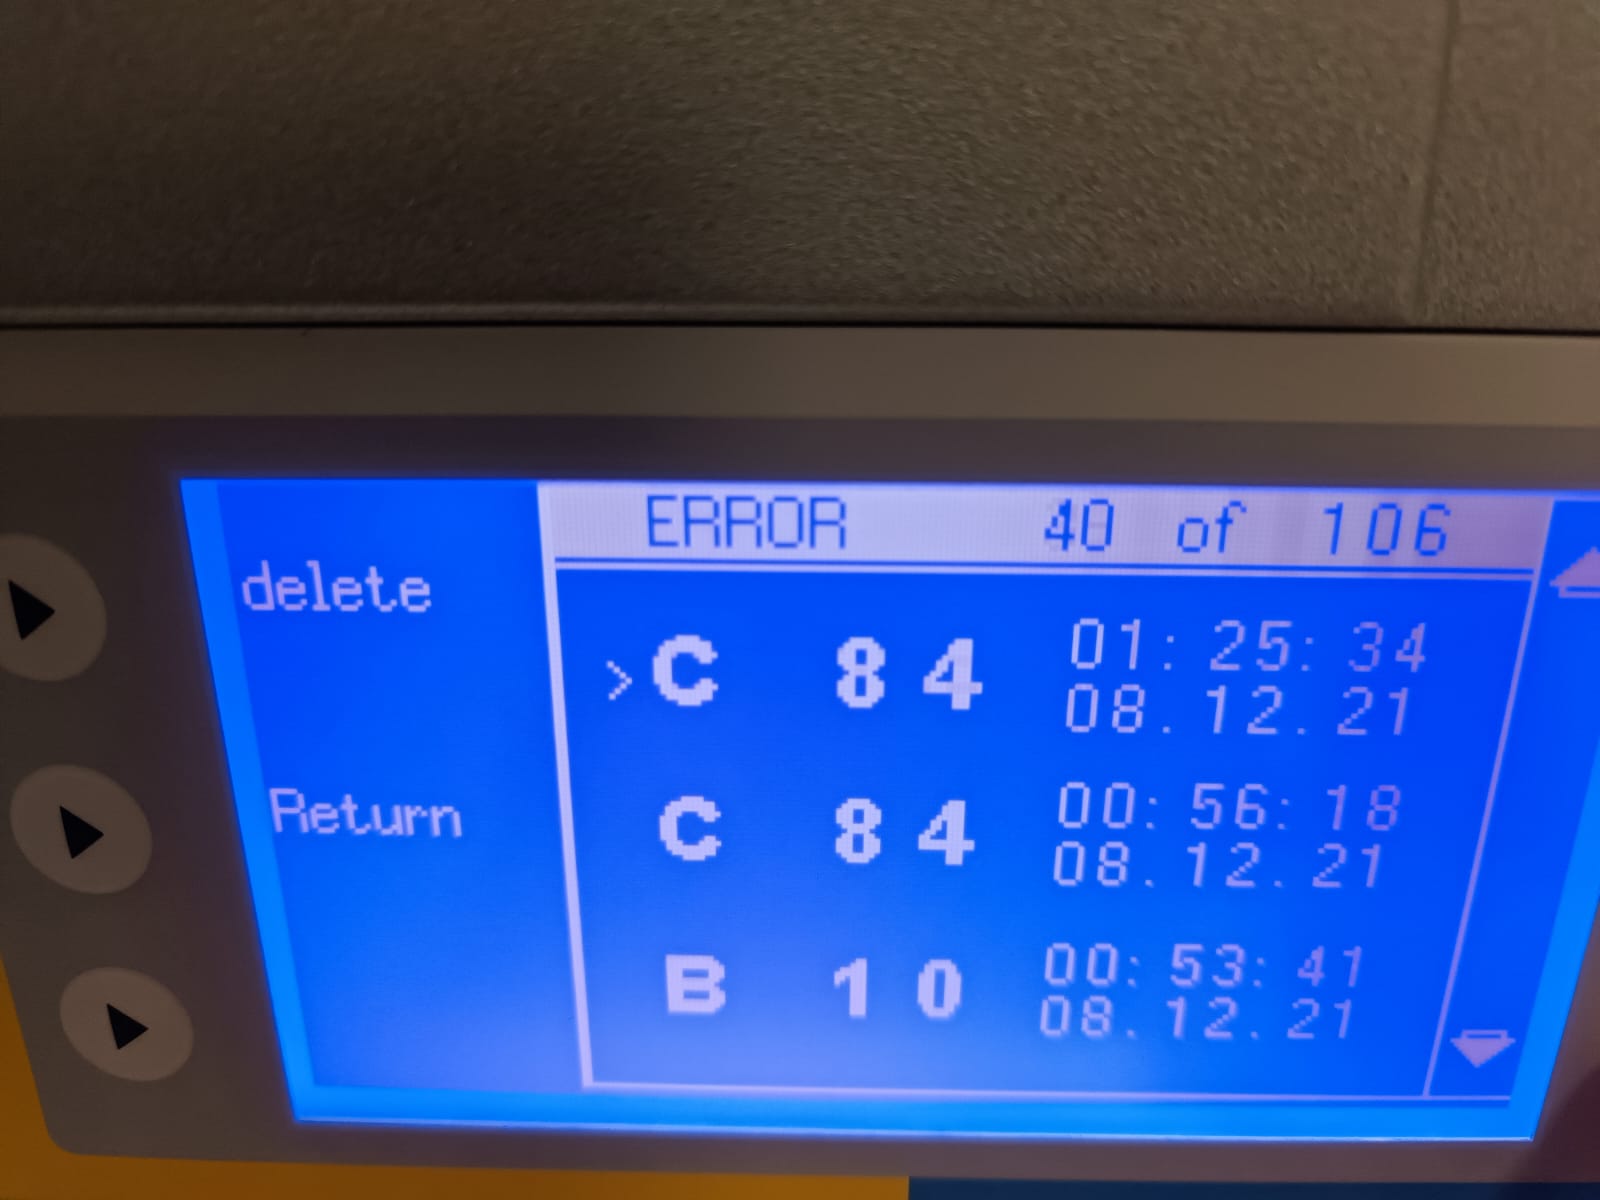 ERROR 40 of 106
delete
>C 84 01:25:34
08.12.21
Return
C 84 00:56:18
08.12.21
B 10 00:53:41
08.12.21